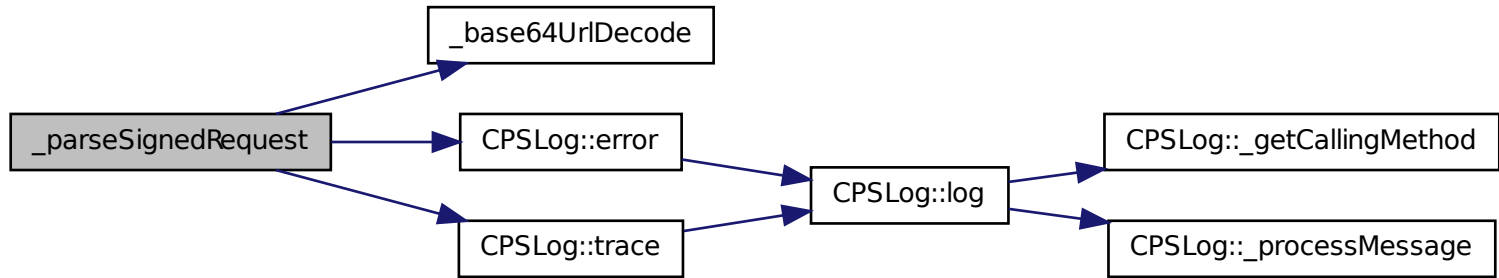 _base64UrlDecode
_parseSignedRequest
CPSLog::error
CPSLog::trace
CPSLog::log
CPSLog::_getCallingMethod
CPSLog::_processMessage